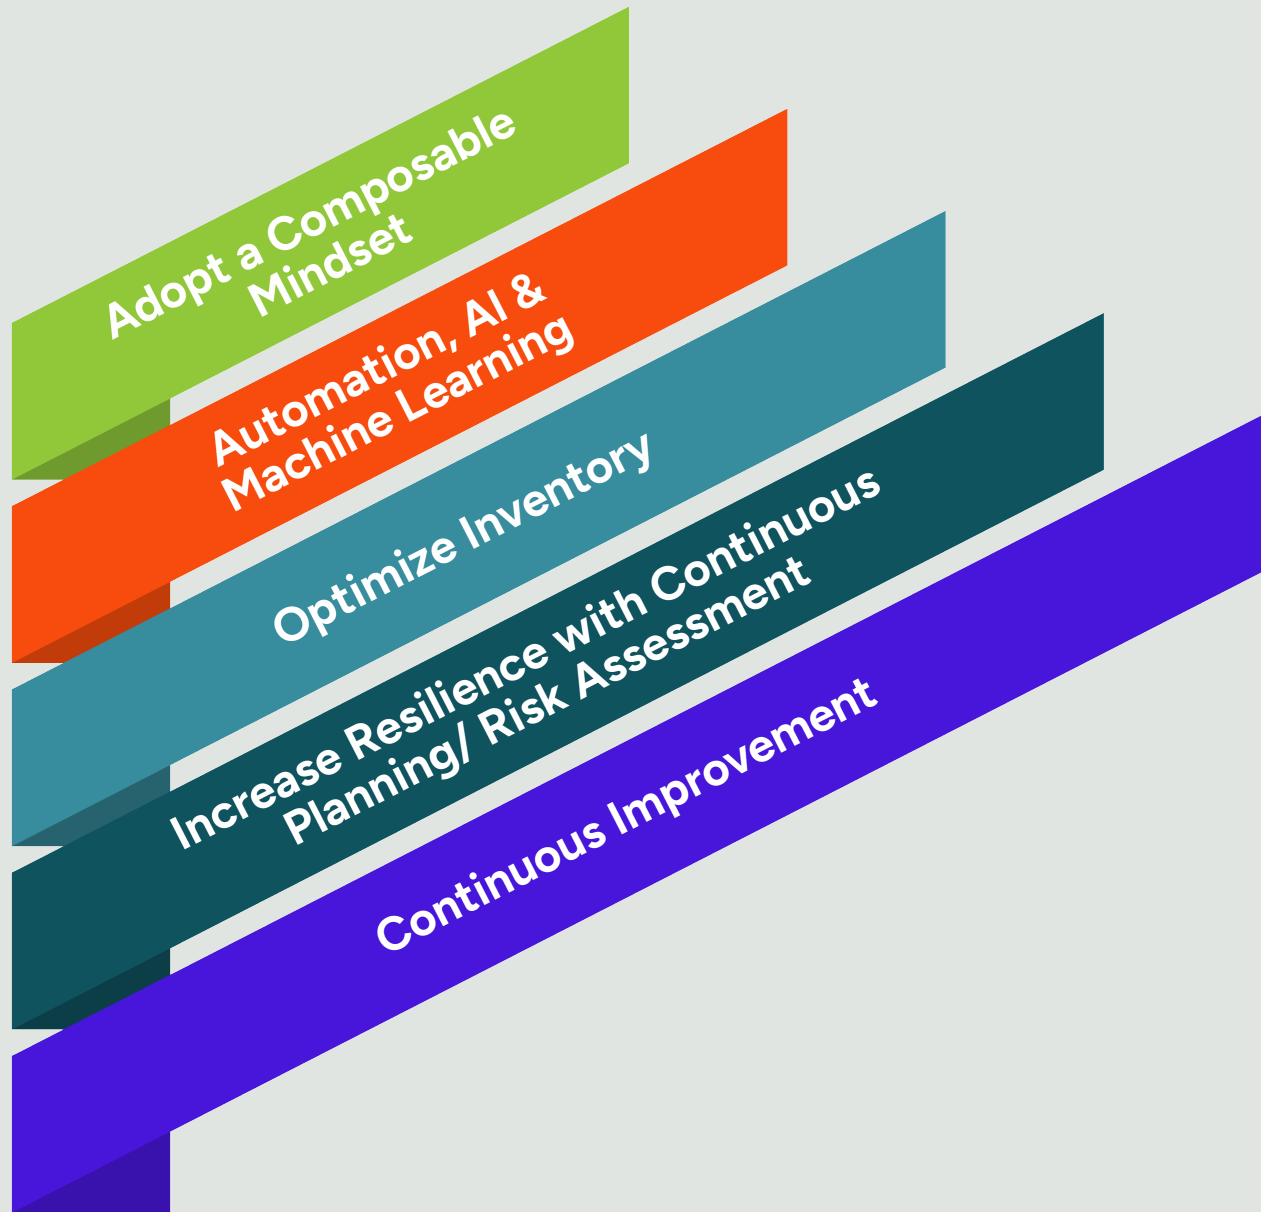 Adopt a Composable
Mindset
Automation, AI &
Machine Learning
Optimize Inventory
Increase Resilience with Continuous
Planning/ Risk Assessment
Continuous Improvement